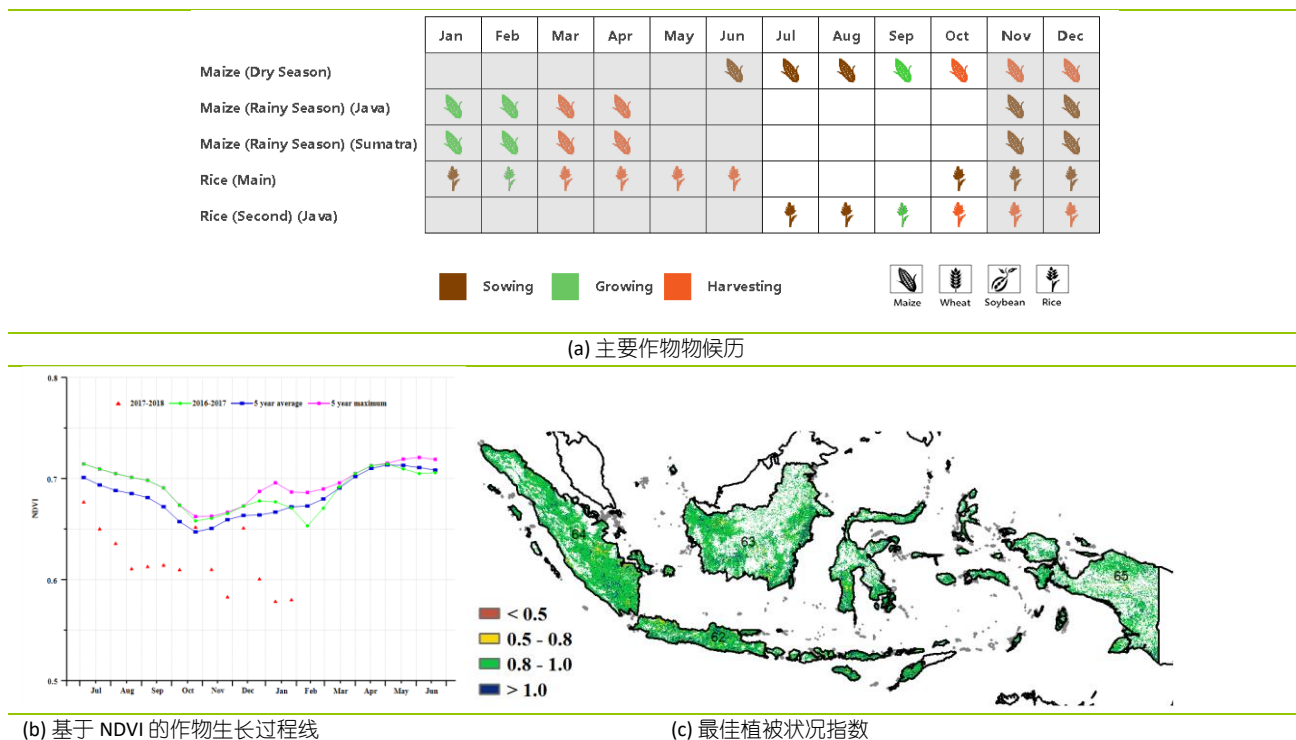 Jan Feb Mar Apr May Jun Jul Aug Sep Oct Nov Dec
Maize (Dry Season)
Maize (Rainy Season) (Java)
Maize (Rainy Season) (Sumatra)
Rice (Main)
Rice (Second) (Java)
Sowing Growing Harvesting
Maize Wheat Soybean Rice
(a) 主要作物物候历
0.8
2017-2018 2016-2017 5 year average 5 year maximum
0.7
NDVI
0.6
0.5
Jul Aug Sep Oct Nov Dec Jan Feb Mar Apr May Jun
64
63
65
62
< 0.5
0.5 - 0.8
0.8 - 1.0
> 1.0
(b) 基于 NDVI 的作物生长过程线
(c) 最佳植被状况指数